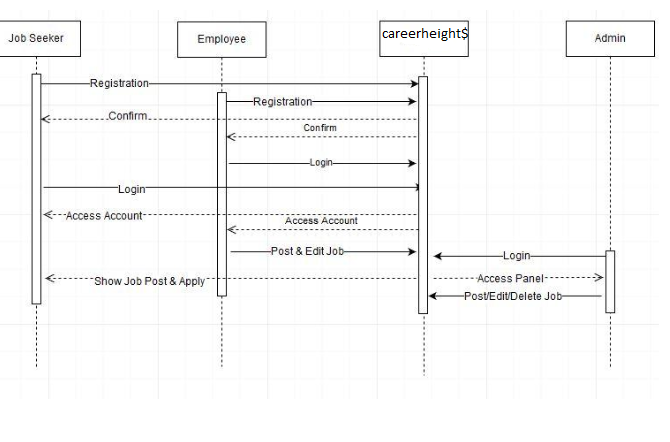 Job Seeker
Employee
careerheight$
Admin
Registration
Registration
Confirm
Confirm
Login
Login
Access Account
Access Account
Post & Edit Job
Login
Show Job Post & Apply
Access Panel
Post/Edit/Delete Job